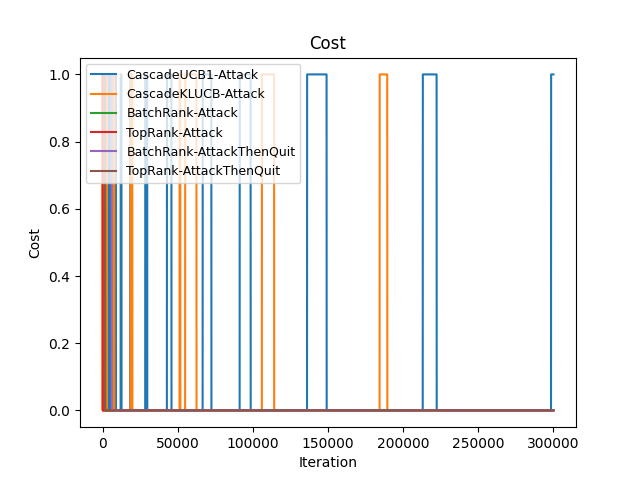 Cost
CascadeUCB1-Attack
CascadeKLUCB-Attack
BatchRank-Attack
TopRank-Attack
BatchRank-AttackThenQuit
TopRank-AttackThenQuit
1.0
0.8
0.6
0.4
0.2
0.0
Cost
0 50000 100000 150000 200000 250000 300000
Iteration